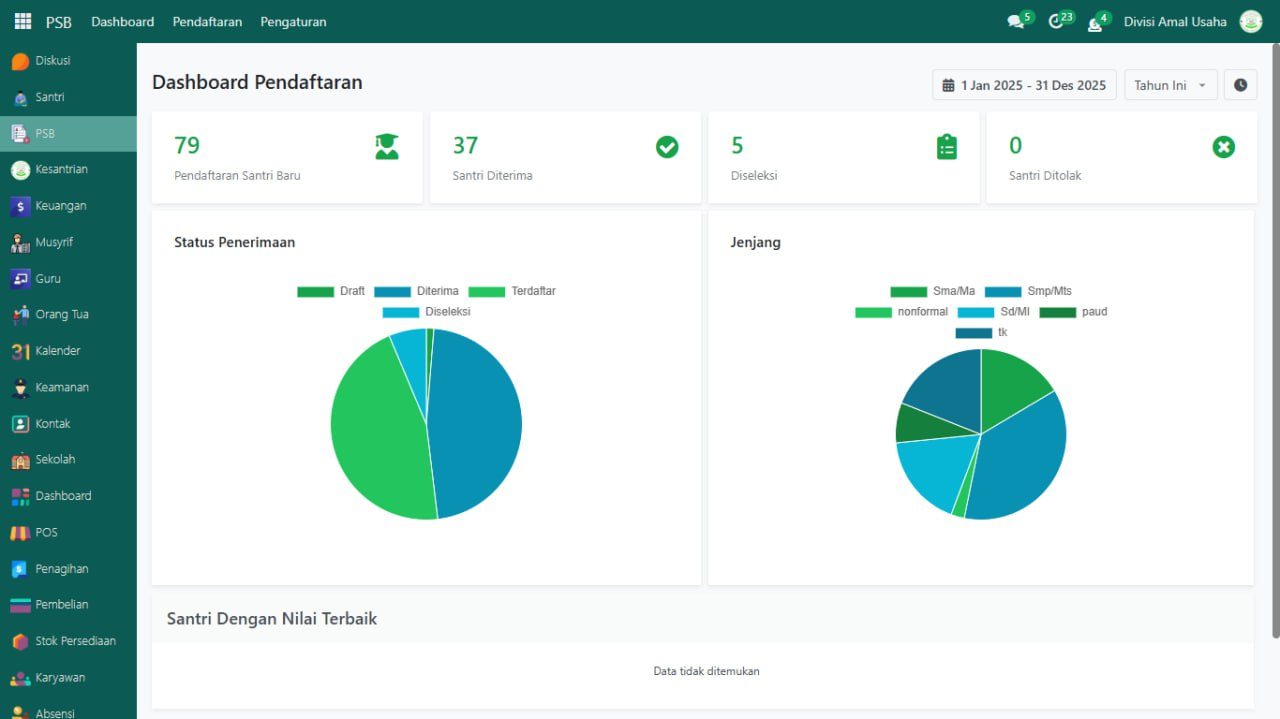 PSB Dashboard Pendaftaran Pengaturan 5 23 4 Divisi Amal Usaha
Diskusi
Santri
PSB
Kesantrian
Keuangan
Musyrif
Guru
Orang Tua
31 Kalender
Keamanan
Kontak
Sekolah
Dashboard
POS
Penagihan
Pembelian
Stok Persediaan
Karyawan
Absensi
Dashboard Pendaftaran
1 Jan 2025 - 31 Des 2025 Tahun Ini
79
Pendaftaran Santri Baru
37
Santri Diterima
5
Diseleksi
0
Santri Ditolak
Status Penerimaan
Draft Diterima Terdaftar
Diseleksi
Jenjang
Sma/Ma Smp/Mts
nonformal Sd/MI paud
tk
Santri Dengan Nilai Terbaik
Data tidak ditemukan